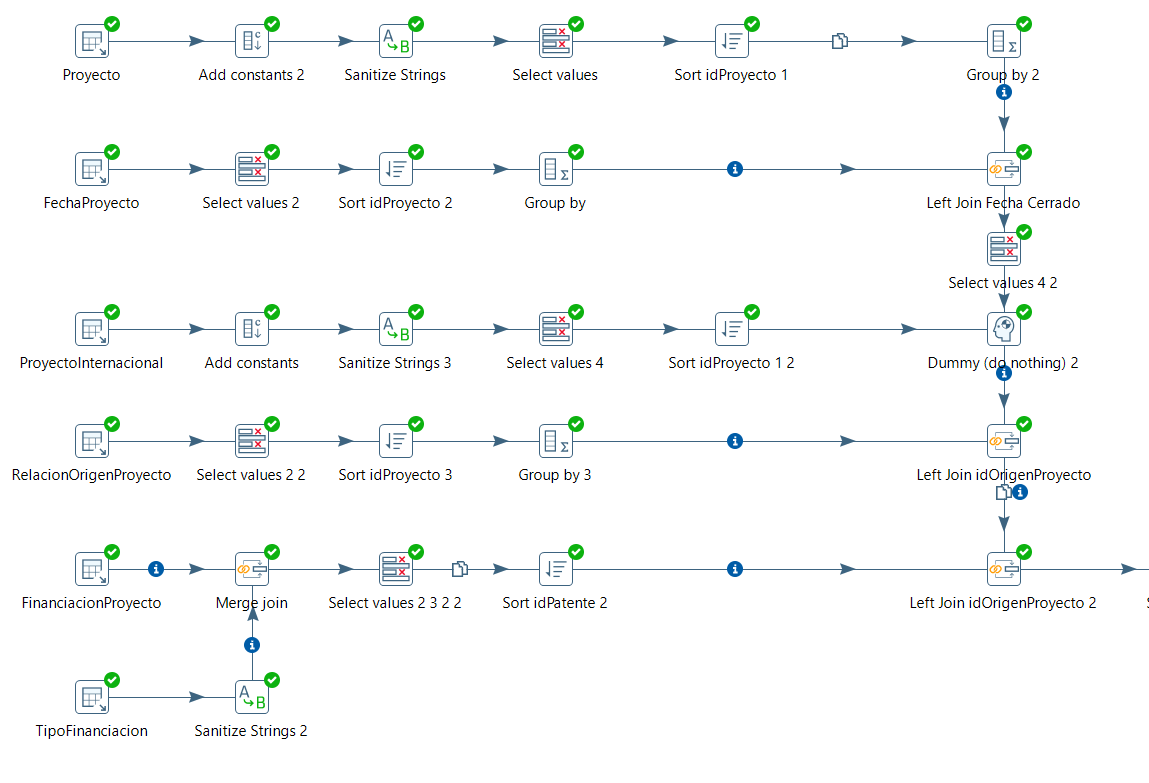 Proyecto
Add constants 2
Sanitize Strings
Select values
Sort idProyecto 1
Group by 2
FechaProyecto
Select values 2
Sort idProyecto 2
Group by
Left Join Fecha Cerrado
Select values 4 2
ProyectoInternacional
Add constants
Sanitize Strings 3
Select values 4
Sort idProyecto 1 2
Dummy (do nothing) 2
RelacionOrigenProyecto
Select values 2 2
Sort idProyecto 3
Group by 3
Left Join idOrigenProyecto
FinanciacionProyecto
Merge join
Select values 2 3 2 2
Sort idPatente 2
Left Join idOrigenProyecto 2
TipoFinanciacion
Sanitize Strings 2